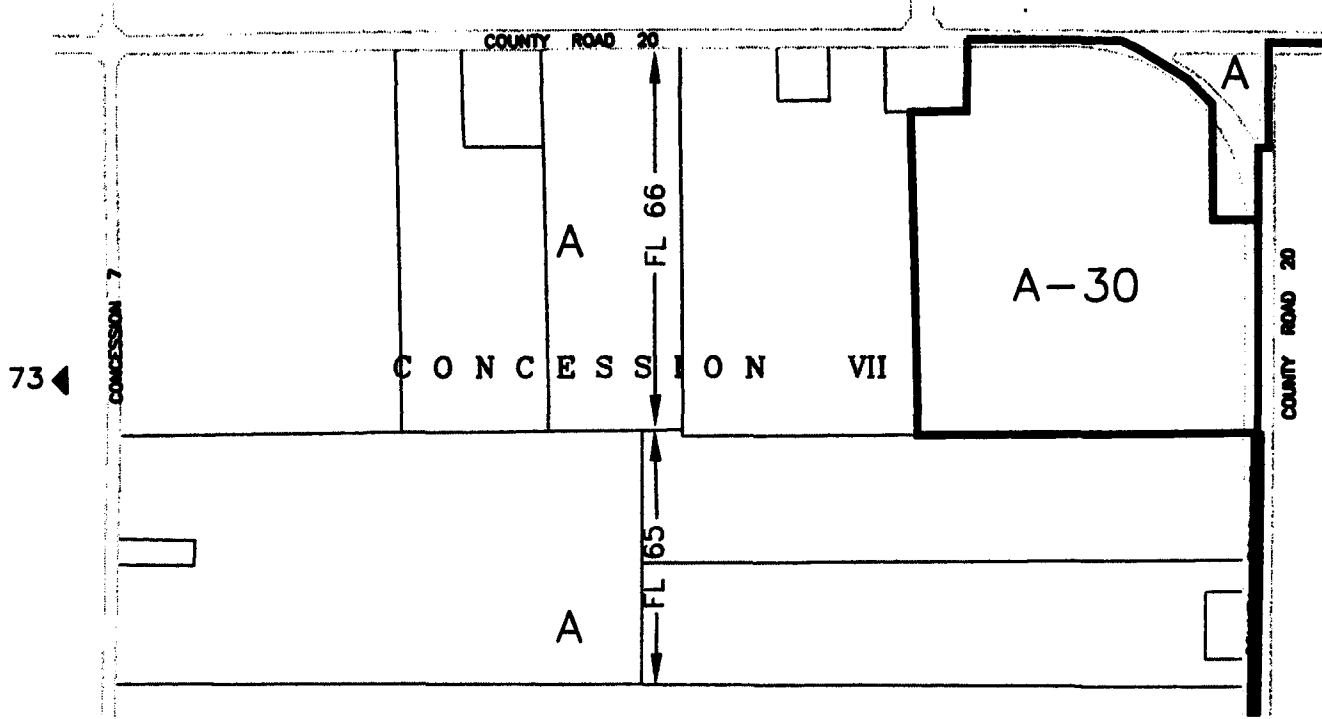 COUNTY ROAD 20
A
FL 66
A
A-30
CONCESSION 7
COUNTY ROAD 20
CONCESSION VII
73
FL 65
A